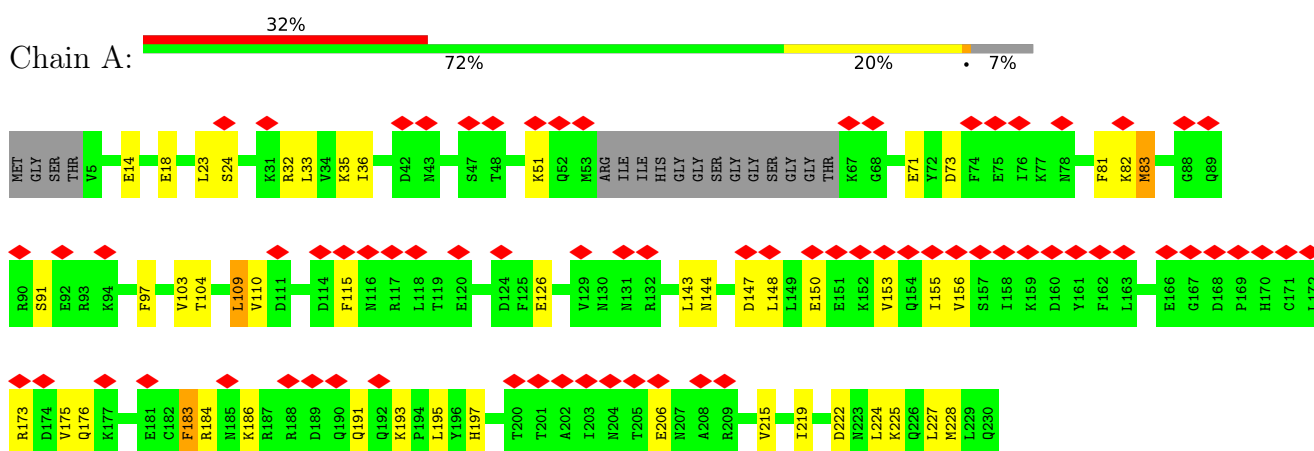 32%
Chain A:
72% 20% • 7%
MET GLY SER THR V5 E14 E18 L23 S24 K31 R32 L33 V34 K35 I36 D42 N43 S47 T48 K51 Q52 M53 ARG ILE ILE HIS GLY GLY SER GLY GLY SER GLY GLY THR K67 G68 E71 Y72 D73 F74 E75 I76 K77 N78 F81 K82 M83 G88 Q89
R90 S91 E92 R93 K94 F97 V103 T104 L109 V110 D111 D114 F115 N116 R117 L118 T119 E120 D124 F125 E126 V129 N130 N131 R132 L143 N144 D147 L148 L149 E150 E151 K152 V153 Q154 I155 V156 S157 I158 K159 D160 Y161 F162 L163 E166 G167 D168 P169 H170 C171 I172
R173 D174 V175 Q176 K177 E181 C182 F183 R184 N185 K186 R187 R188 D189 Q190 Q191 Q192 K193 P194 L195 Y196 H197 T200 T201 A202 I203 N204 T205 E206 N207 A208 R209 V215 I219 D222 N223 L224 K225 Q226 L227 M228 L229 Q230